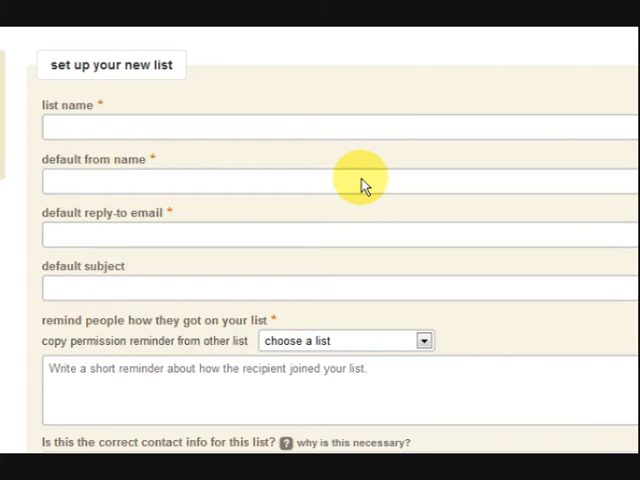 set up your new list
list name *
default from name *
default reply-to email *
default subject
remind people how they got on your list *
copy permission reminder from other list choose a list
Write a short reminder about how the recipient joined your list.
Is this the correct contact info for this list? ? why is this necessary?